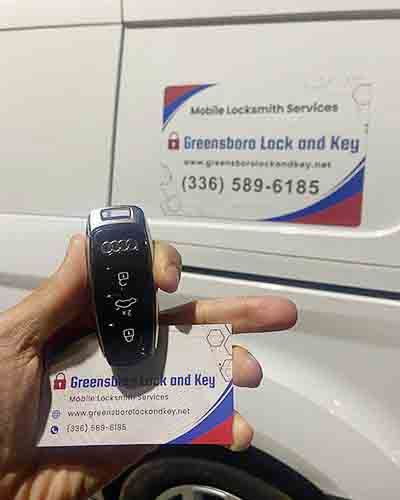 Mobile Locksmith Services
Greensboro Lock and Key
www.greensborolockandkey.net
(336) 589-6185
Greensboro Lock and Key
Mobile Locksmith Services
www.greensborolockandkey.net
(336) 589-6185